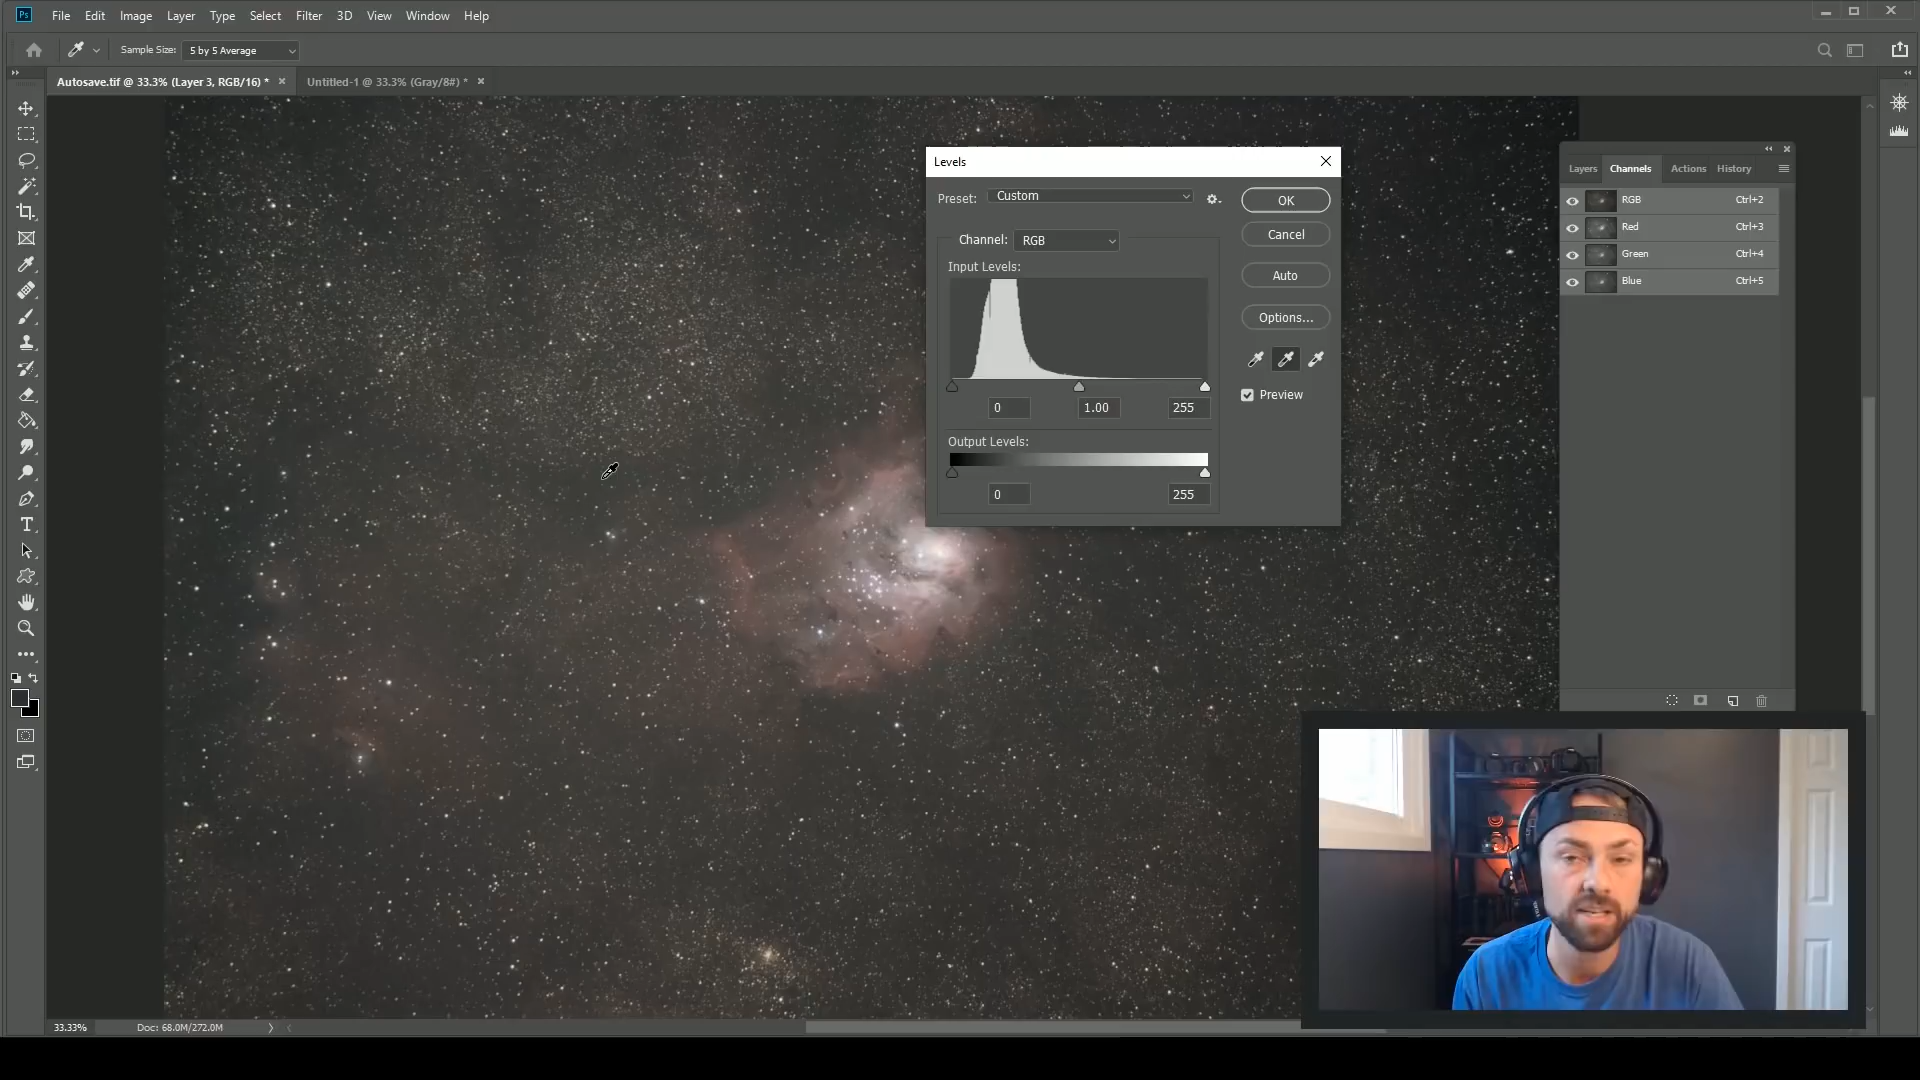 Ps File Edit Image Layer Type Select Filter 3D View Window Help
Sample Size: 5 by 5 Average
Autosave.tif @ 33.3% (Layer 3, RGB/16) * Untitled-1 @ 33.3% (Gray/8#) *
Levels
Preset: Custom
OK
Channel: RGB
Cancel
Input Levels:
Auto
Options...
Preview
0 1.00 255
Output Levels:
0 255
Layers Channels Actions History
RGB Ctrl+2
Red Ctrl+3
Green Ctrl+4
Blue Ctrl+5
T
33.33% Doc: 68.0M/272.0M